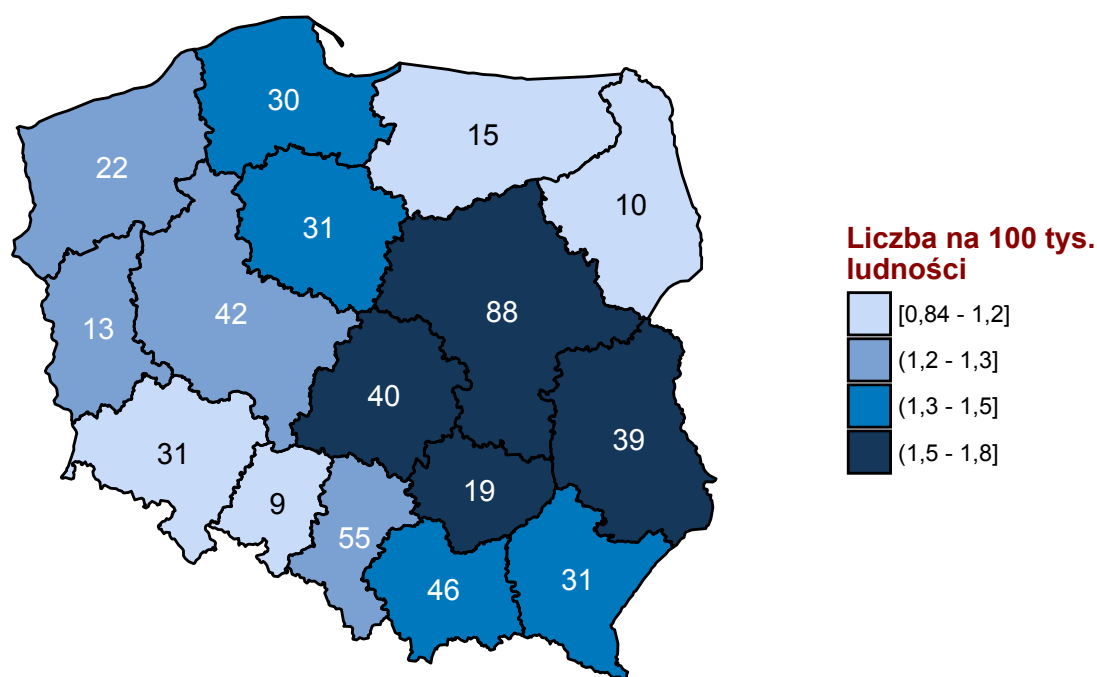 30
15
22
10
31
88
42
13
40
39
31
19
9
55
46
31
Liczba na 100 tys.
ludności
[0,84 - 1,2]
(1,2 - 1,3]
(1,3 - 1,5]
(1,5 - 1,8]